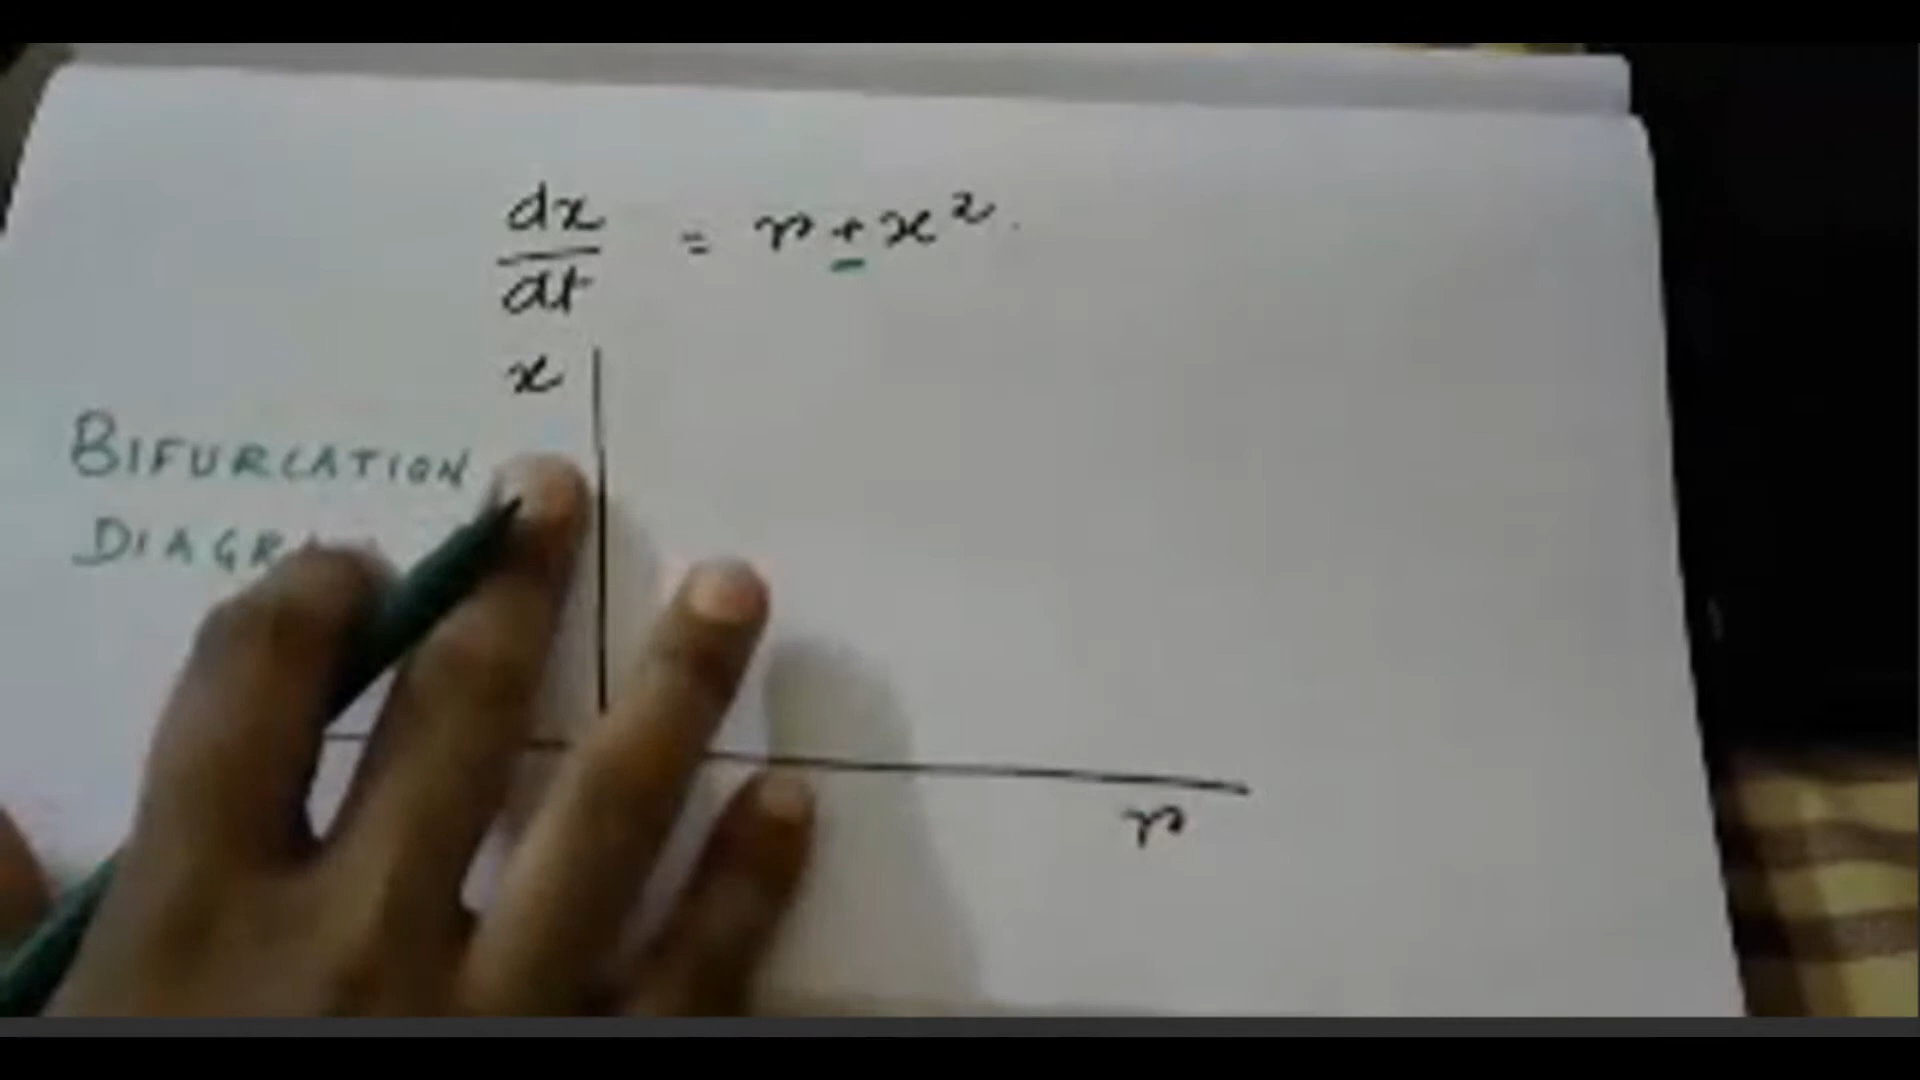 dx/dt = r + x².
x
BIFURCATION
r